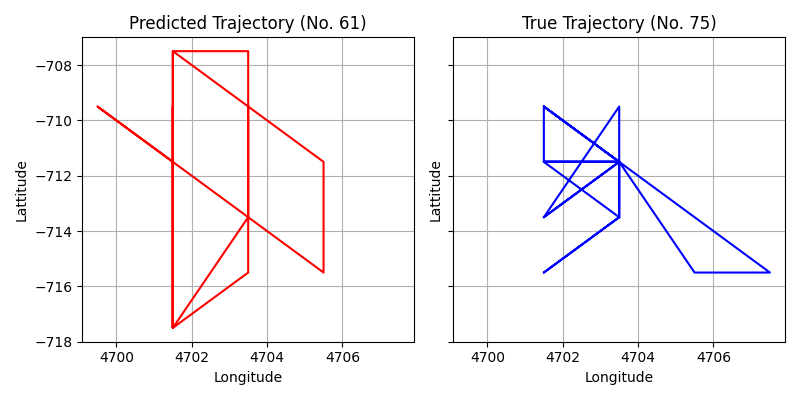 Predicted Trajectory (No. 61)
True Trajectory (No. 75)
−708
−710
−712
−714
−716
−718
Lattitude
Lattitude
4700 4702 4704 4706
4700 4702 4704 4706
Longitude
Longitude